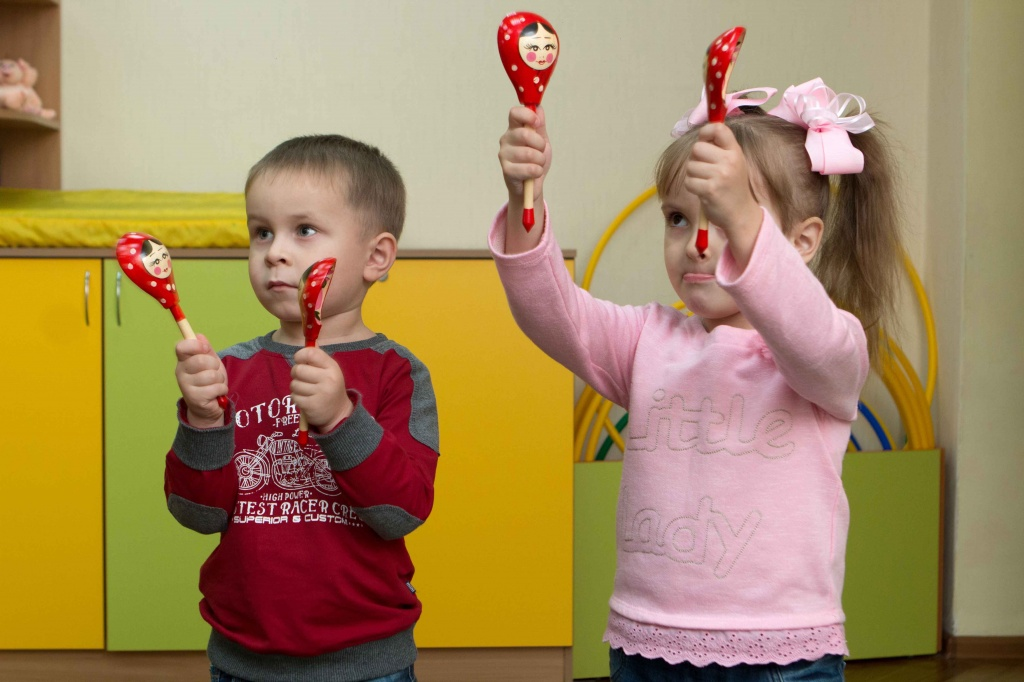 OTOR
FREE
HIGH POWER
TEST RACER CRE
SUPERIOR & CUSTOM
Little
lady